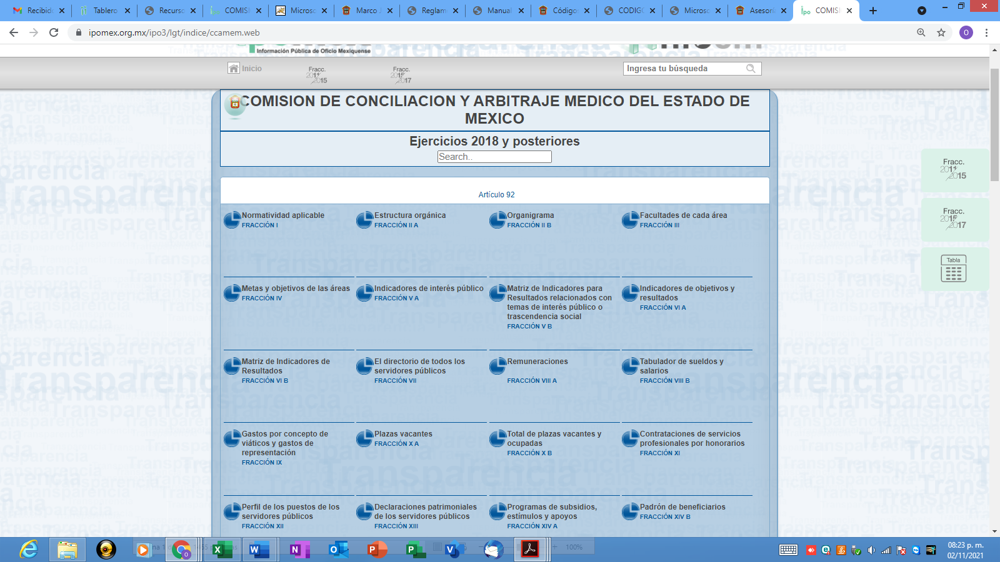 Recibido
Tablero
Recurso
COMISI
Microso
Marco J
Reglam
Manual
Código
CODIGO
Microso
Asesoría
COMISI
ipomex.org.mx/ipo3/lgt/indice/ccamem.web
O
Información Pública de Oficio Mexiquense
Inicio
Fracc.
2011
2015
Fracc.
2015
2017
Ingresa tu búsqueda
COMISION DE CONCILIACION Y ARBITRAJE MEDICO DEL ESTADO DE
MEXICO
Ejercicios 2018 y posteriores
Search..
Fracc.
2011
2015
Fracc.
2015
2017
Tabla
Artículo 92
Normatividad aplicable
FRACCIÓN I
Estructura orgánica
FRACCIÓN II A
Organigrama
FRACCIÓN II B
Facultades de cada área
FRACCIÓN III
Metas y objetivos de las áreas
FRACCIÓN IV
Indicadores de interés público
FRACCIÓN V A
Matriz de Indicadores para
Resultados relacionados con
temas de interés público o
trascendencia social
FRACCIÓN V B
Indicadores de objetivos y
resultados
FRACCIÓN VI A
Matriz de Indicadores de
Resultados
FRACCIÓN VI B
El directorio de todos los
servidores públicos
FRACCIÓN VII
Remuneraciones
FRACCIÓN VIII A
Tabulador de sueldos y
salarios
FRACCIÓN VIII B
Gastos por concepto de
viáticos y gastos de
representación
FRACCIÓN IX
Plazas vacantes
FRACCIÓN X A
Total de plazas vacantes y
ocupadas
FRACCIÓN X B
Contrataciones de servicios
profesionales por honorarios
FRACCIÓN XI
Perfil de los puestos de los
servidores públicos
FRACCIÓN XII
Declaraciones patrimoniales
de los servidores públicos
FRACCIÓN XIII
Programas de subsidios,
estímulos y apoyos
FRACCIÓN XIV A
Padrón de beneficiarios
FRACCIÓN XIV B
Transparencia
100%
08:23 p. m.
02/11/2021